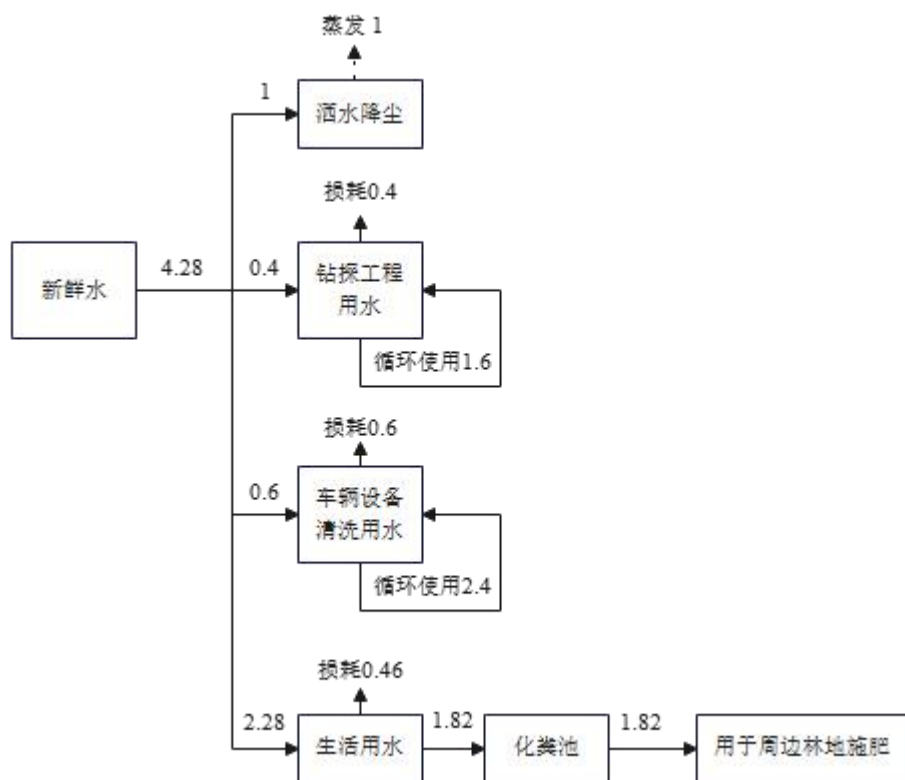 蒸发 1
1
洒水降尘
损耗0.4
新鲜水
4.28
0.4
钻探工程
用水
循环使用1.6
损耗0.6
0.6
车辆设备
清洗用水
循环使用2.4
损耗0.46
2.28
生活用水
1.82
化粪池
1.82
用于周边林地施肥